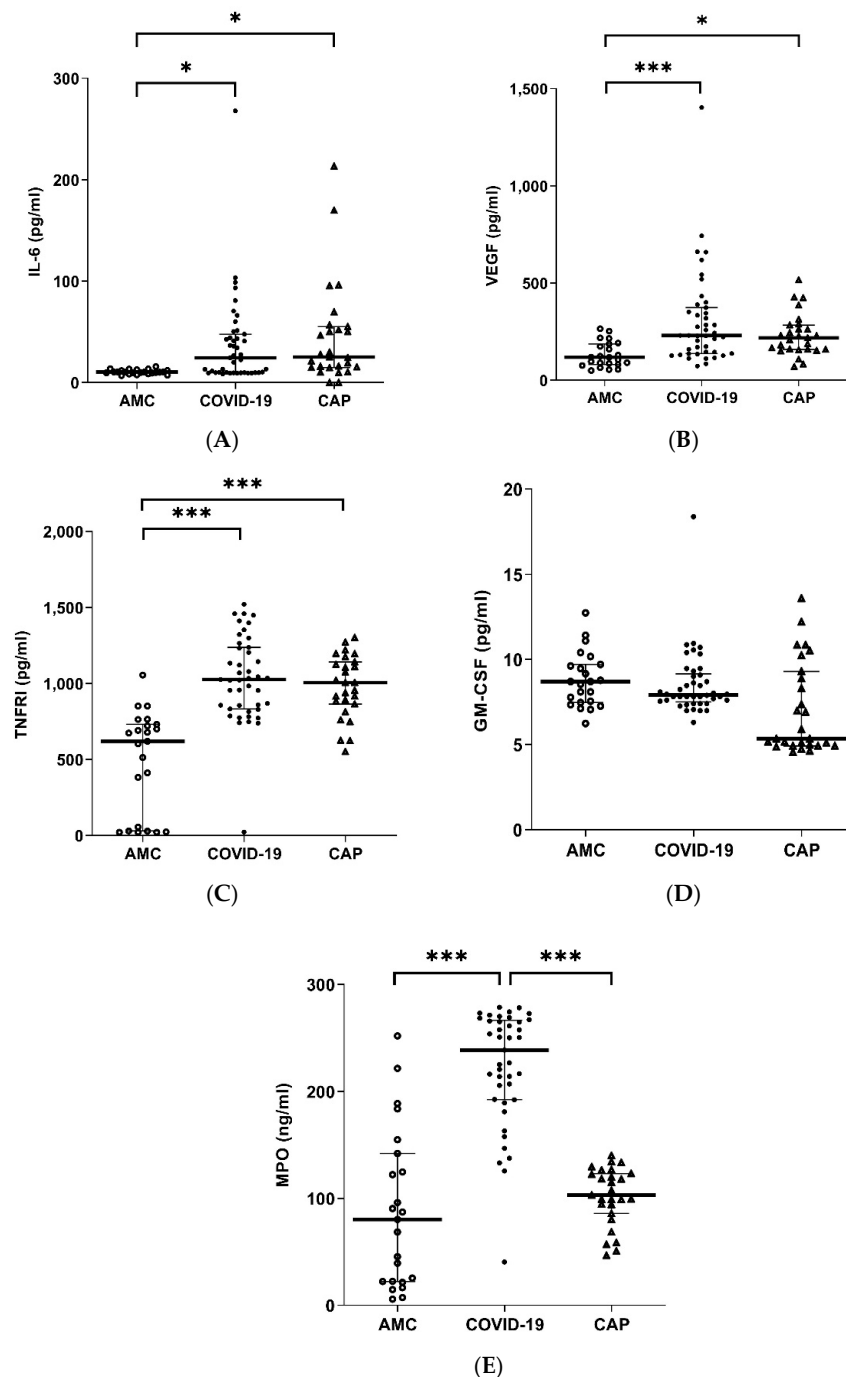 *
*
300
200
100
0
IL-6 (pg/ml)
AMC COVID-19 CAP
(A)
*
***
1,500
1,000
500
0
VEGF (pg/ml)
AMC COVID-19 CAP
(B)
***
***
2,000
1,500
1,000
500
0
TNFRI (pg/ml)
AMC COVID-19 CAP
(C)
20
15
10
5
0
GM-CSF (pg/ml)
AMC COVID-19 CAP
(D)
*** ***
300
200
100
0
MPO (ng/ml)
AMC COVID-19 CAP
(E)